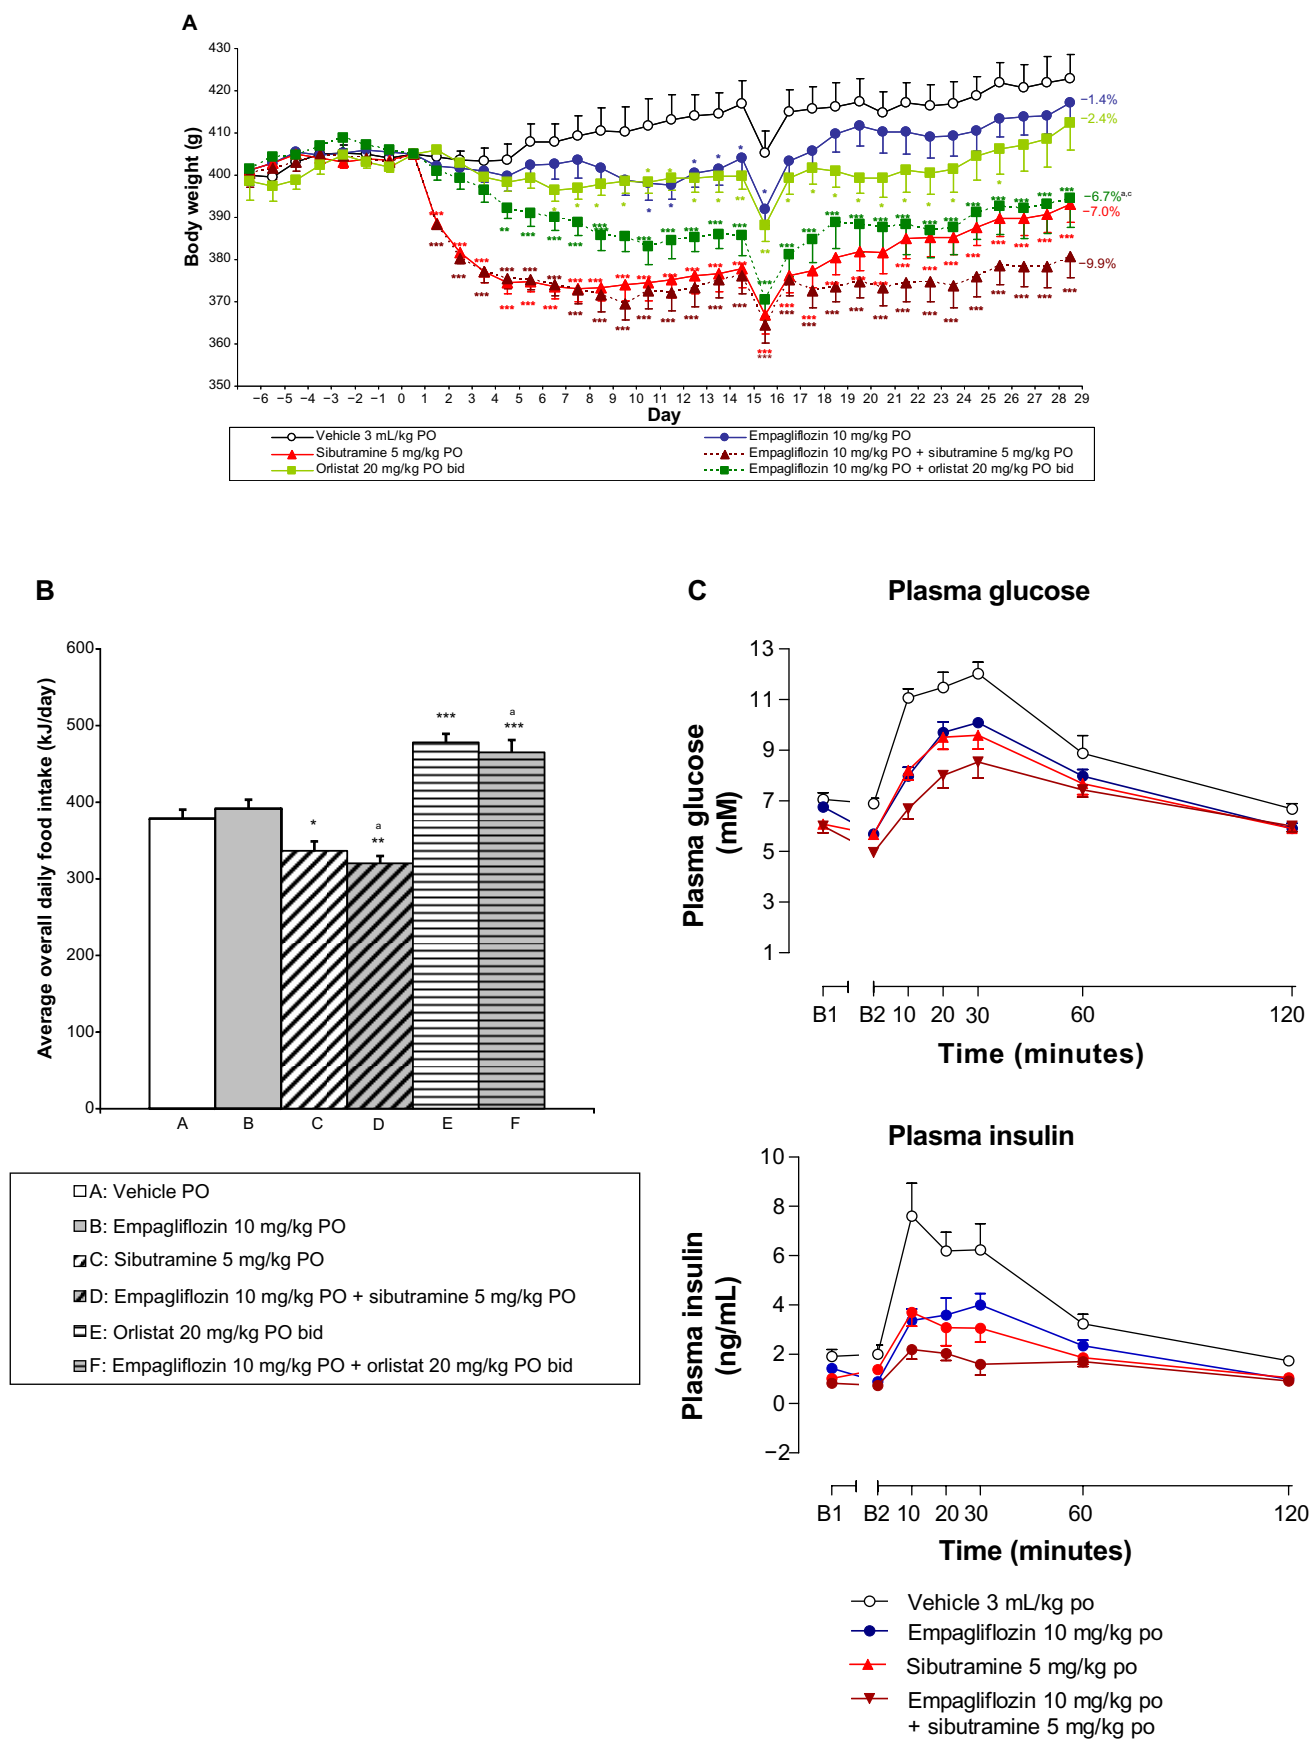 A
430
420
410
400
390
380
370
360
350
Body weight (g)
−1.4%
−2.4%
−6.7%a,c
−7.0%
−9.9%
−6 −5 −4 −3 −2 −1 0 1 2 3 4 5 6 7 8 9 10 11 12 13 14 15 16 17 18 19 20 21 22 23 24 25 26 27 28 29
Day
Vehicle 3 mL/kg PO
Empagliflozin 10 mg/kg PO
Sibutramine 5 mg/kg PO
Empagliflozin 10 mg/kg PO + sibutramine 5 mg/kg PO
Orlistat 20 mg/kg PO bid
Empagliflozin 10 mg/kg PO + orlistat 20 mg/kg PO bid
B
600
500
400
300
200
100
0
Average overall daily food intake (kJ/day)
*
a
**
***
a
***
A B C D E F
A: Vehicle PO
B: Empagliflozin 10 mg/kg PO
C: Sibutramine 5 mg/kg PO
D: Empagliflozin 10 mg/kg PO + sibutramine 5 mg/kg PO
E: Orlistat 20 mg/kg PO bid
F: Empagliflozin 10 mg/kg PO + orlistat 20 mg/kg PO bid
C
Plasma glucose
13
11
9
7
5
3
1
Plasma glucose
(mM)
B1 B2 10 20 30 60 120
Time (minutes)
Plasma insulin
10
8
6
4
2
0
−2
Plasma insulin
(ng/mL)
B1 B2 10 20 30 60 120
Time (minutes)
Vehicle 3 mL/kg po
Empagliflozin 10 mg/kg po
Sibutramine 5 mg/kg po
Empagliflozin 10 mg/kg po
+ sibutramine 5 mg/kg po